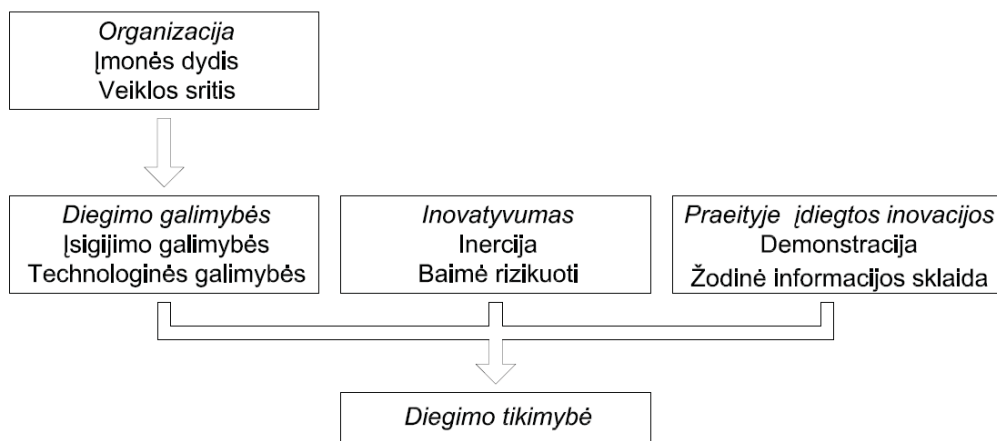 Organizacija
Įmonės dydis
Veiklos sritis
Diegimo galimybės
Įsigijimo galimybės
Technologinės galimybės
Inovatyvumas
Inercija
Baimė rizikuoti
Praeityje įdiegtos inovacijos
Demonstracija
Žodinė informacijos sklaida
Diegimo tikimybė